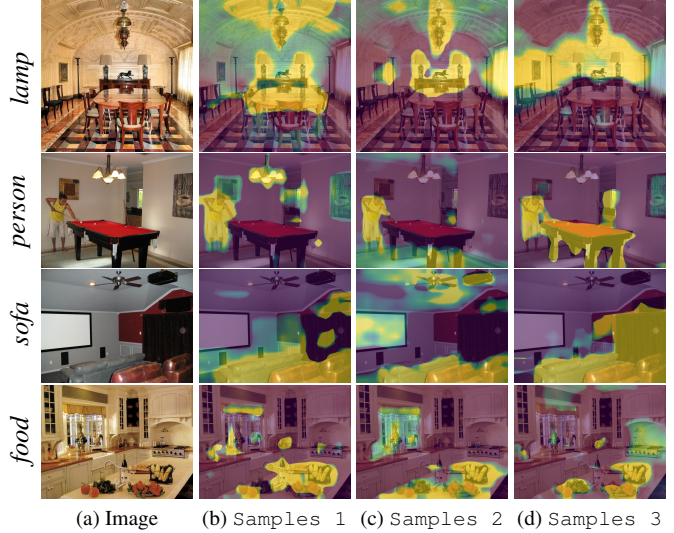 lamp
person
sofa
food
(a) Image (b) Samples 1 (c) Samples 2 (d) Samples 3